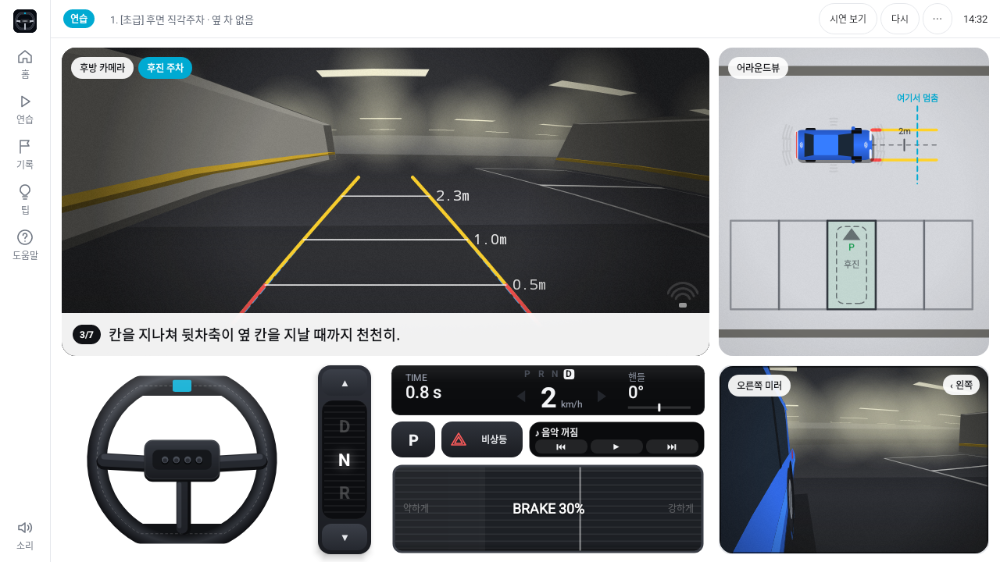 연습
1. [초급] 후면 직각주차 · 옆 차 없음
시연 보기
다시
14:32
홈
연습
기록
팁
도움말
소리
후방 카메라
후진 주차
2.3m
1.0m
0.5m
3/7 칸을 지나쳐 뒷차축이 옆 칸을 지날 때까지 천천히.
어라운드뷰
여기서 멈춤
2m
P
후진
D
N
R
TIME
0.8 s
P R N D
2 km/h
핸들
0°
P
비상등
♪ 음악 꺼짐
약하게
BRAKE 30%
강하게
오른쪽 미러
‹ 왼쪽